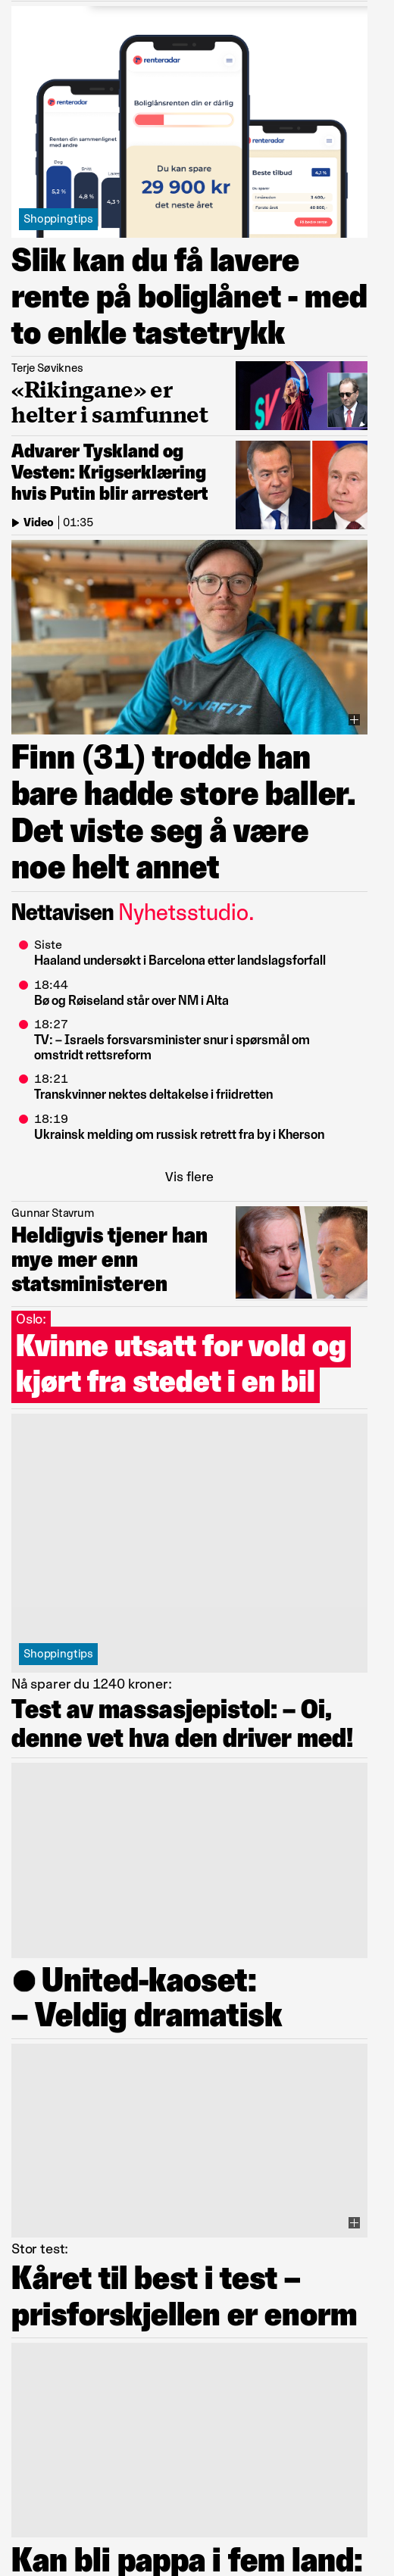 renteradar
renteradar
Boliglånsrenten din er dårlig
Renten din sammenlignet
med andre
Deg
5,2 %
4,8 %
4,3
Du kan spare
29 900 kr
det neste året
renteradar
Beste tilbud
4,2 %
Du sparer
Shoppingtips
Slik kan du få lavere
rente på boliglånet - med
to enkle tastetrykk
Terje Søviknes
«Rikingane» er
helter i samfunnet
SV
Advarer Tyskland og
Vesten: Krigserklæring
hvis Putin blir arrestert
Video | 01:35
DYNAFIT
Finn (31) trodde han
bare hadde store baller.
Det viste seg å være
noe helt annet
Nettavisen Nyhetsstudio.
Siste
Haaland undersøkt i Barcelona etter landslagsforfall
18:44
Bø og Røiseland står over NM i Alta
18:27
TV: – Israels forsvarsminister snur i spørsmål om
omstridt rettsreform
18:21
Transkvinner nektes deltakelse i friidretten
18:19
Ukrainsk melding om russisk retrett fra by i Kherson
Vis flere
Gunnar Stavrum
Heldigvis tjener han
mye mer enn
statsministeren
Oslo:
Kvinne utsatt for vold og
kjørt fra stedet i en bil
Shoppingtips
Nå sparer du 1240 kroner:
Test av massasjepistol: – Oi,
denne vet hva den driver med!
United-kaoset:
– Veldig dramatisk
Stor test:
Kåret til best i test –
prisforskjellen er enorm
Kan bli pappa i fem land: